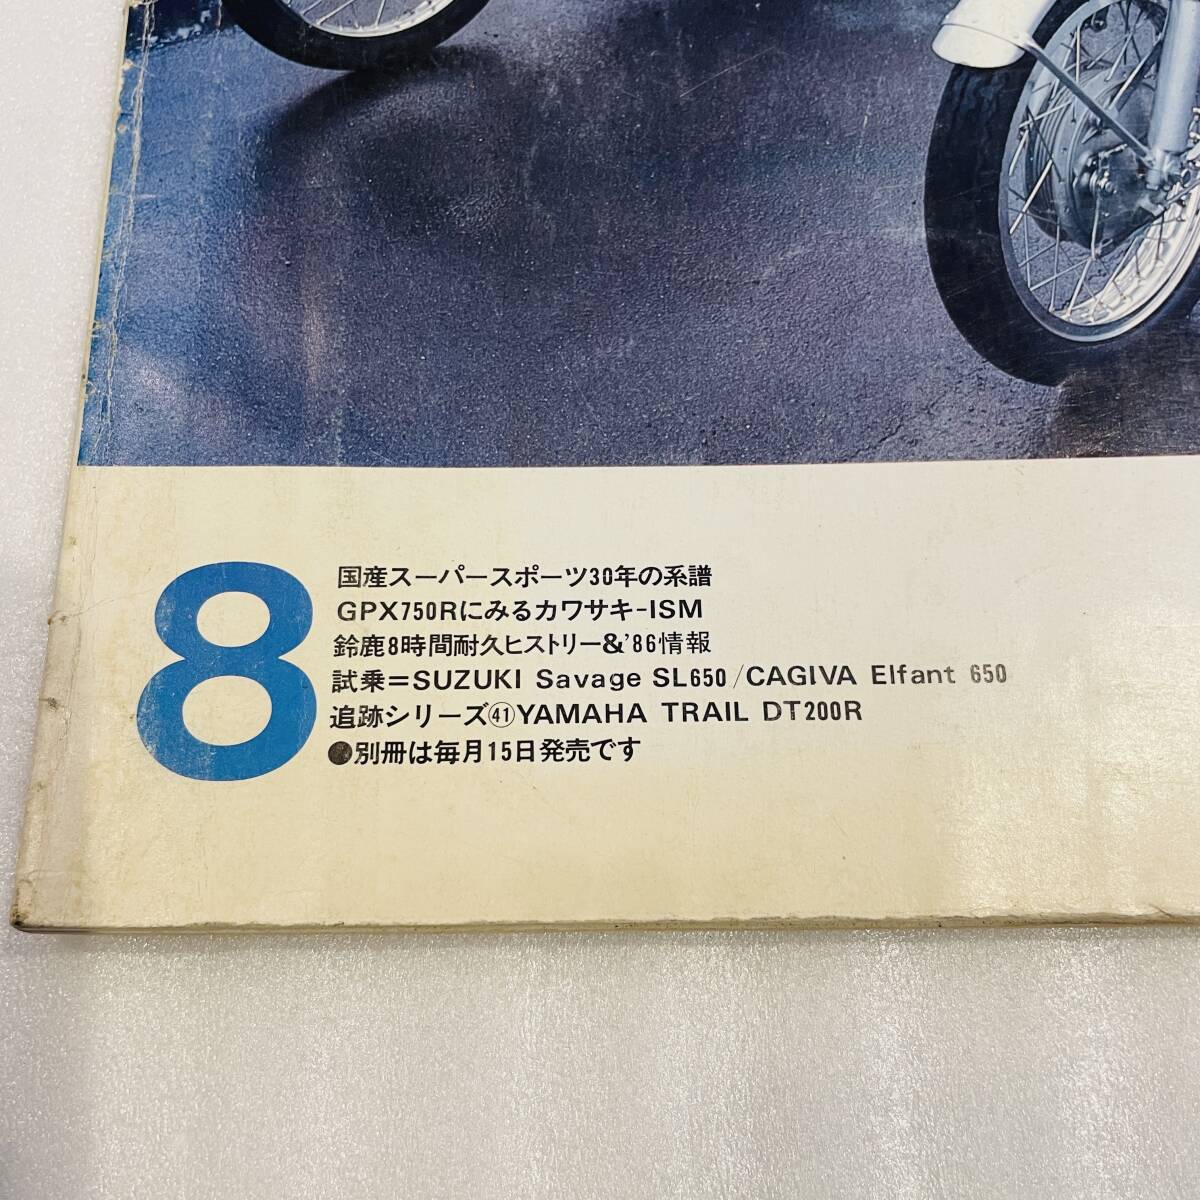 8
国産スーパースポーツ30年の系譜
GPX750Rにみるカワサキ-ISM
鈴鹿8時間耐久ヒストリー&'86情報
試乗=SUZUKI Savage SL650/CAGIVA Elfant 650
追跡シリーズ㊶YAMAHA TRAIL DT200R
●別冊は毎月15日発売です